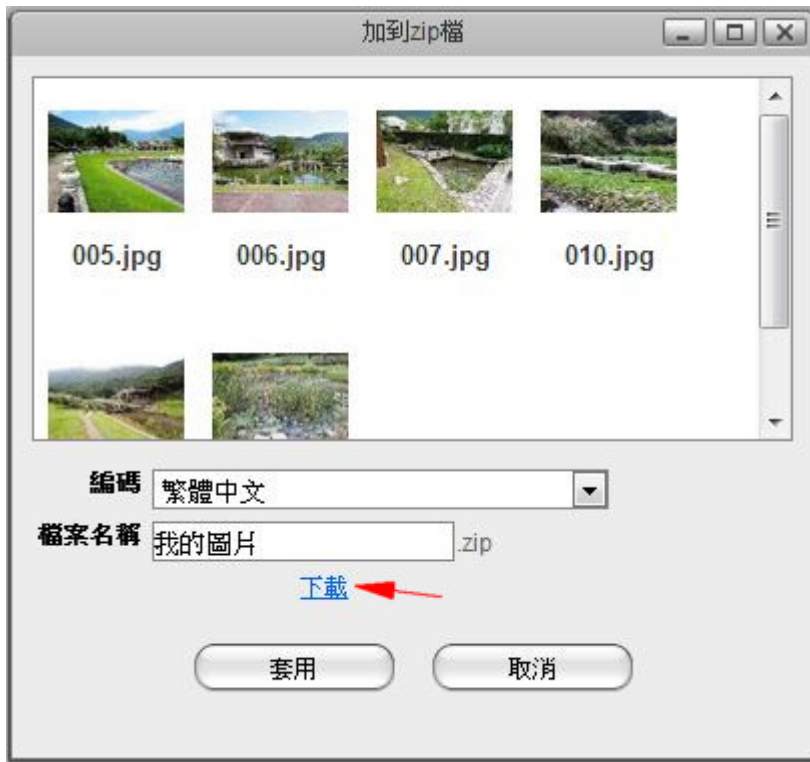 加到zip檔
005.jpg 006.jpg 007.jpg 010.jpg
編碼 繁體中文
檔案名稱 我的圖片 .zip
下載
套用 取消